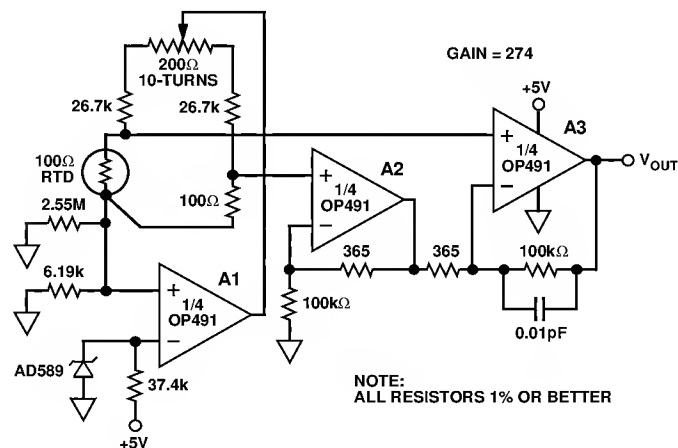 200Ω
10-TURNS
GAIN = 274
26.7k
26.7k
+5V
A3
100Ω
RTD
+
1/4
OP491
−
VOUT
A2
+
1/4
OP491
−
100Ω
2.55M
365
365
100kΩ
6.19k
A1
+
1/4
OP491
−
100kΩ
0.01pF
AD589
37.4k
+5V
NOTE:
ALL RESISTORS 1% OR BETTER